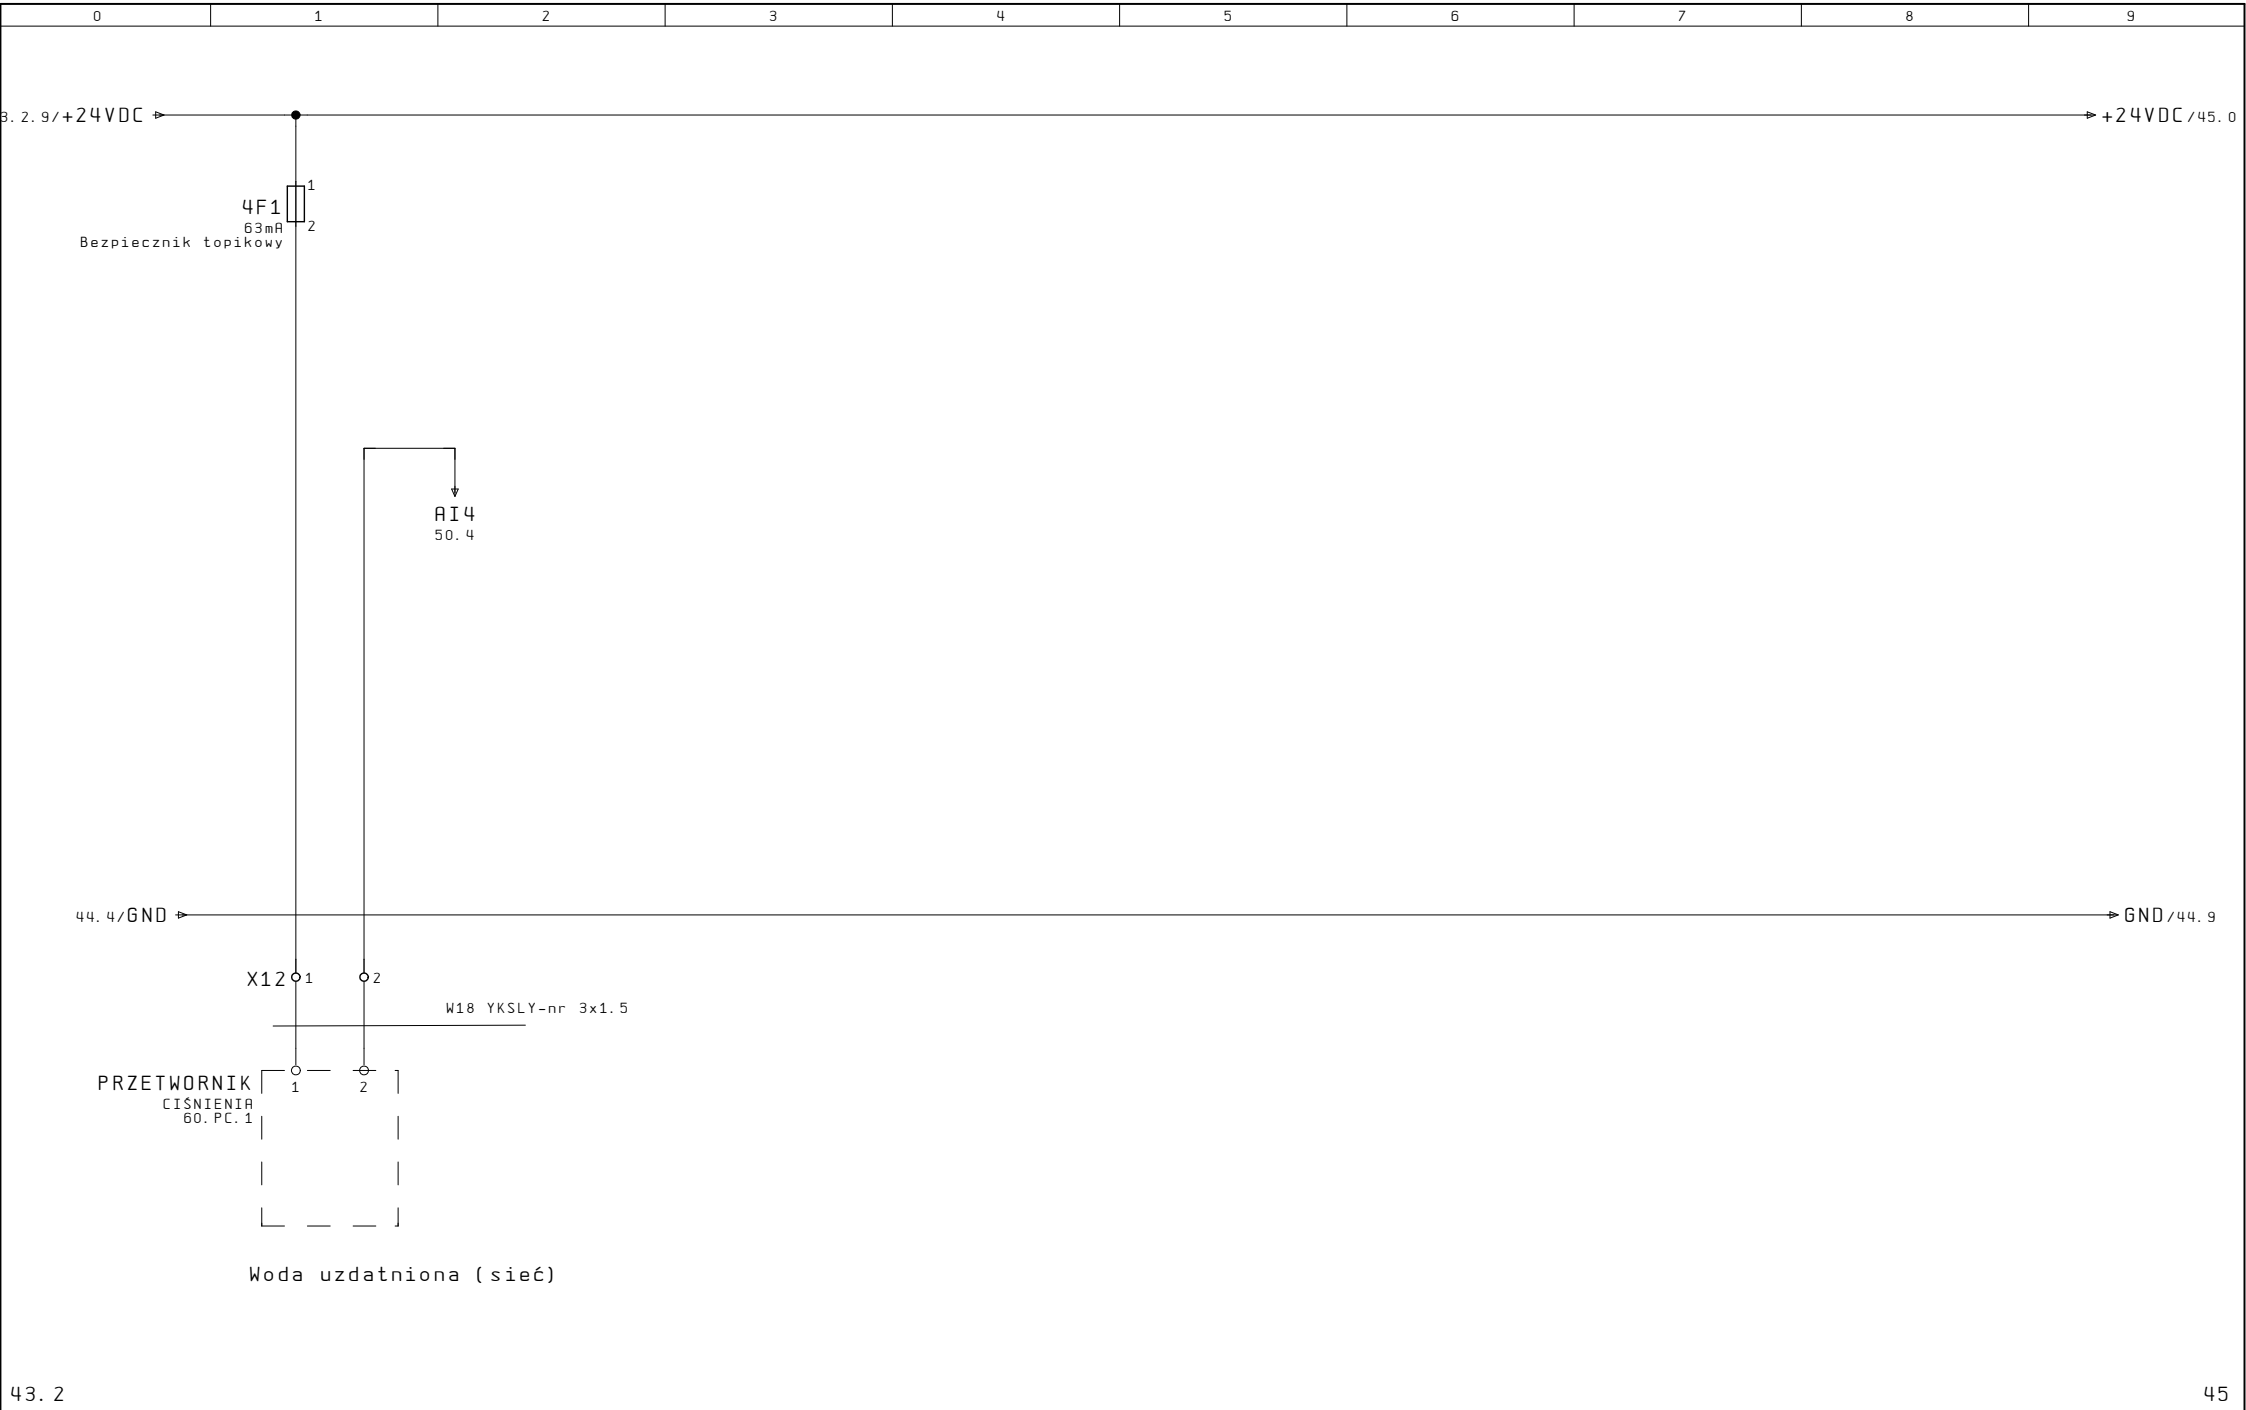 0 1 2 3 4 5 6 7 8 9
3.2.9/+24VDC +24VDC/45.0
1
4F1
63mA 2
Bezpiecznik topikowy
AI4
50.4
44.4/GND GND/44.9
X12 1 2
W18 YKSLY-nr 3x1.5
PRZETWORNIK 1 2
CIŚNIENIA
60.PC.1
Woda uzdatniona (sieć)
43.2 45